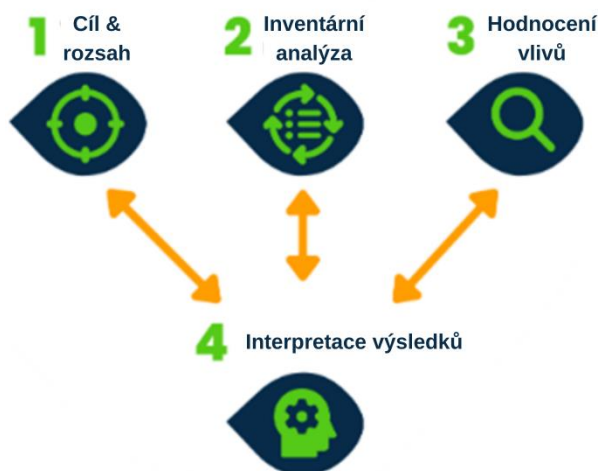 1 Cíl &
rozsah
2 Inventární
analýza
3 Hodnocení
vlivů
4 Interpretace výsledků